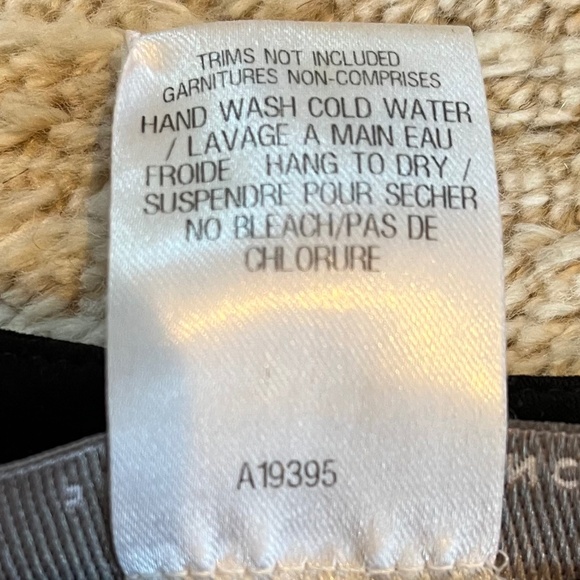 TRIMS NOT INCLUDED
GARNITURES NON-COMPRISES
HAND WASH COLD WATER
/ LAVAGE A MAIN EAU
FROIDE HANG TO DRY /
SUSPENDRE POUR SECHER
NO BLEACH/PAS DE
CHLORURE
A19395